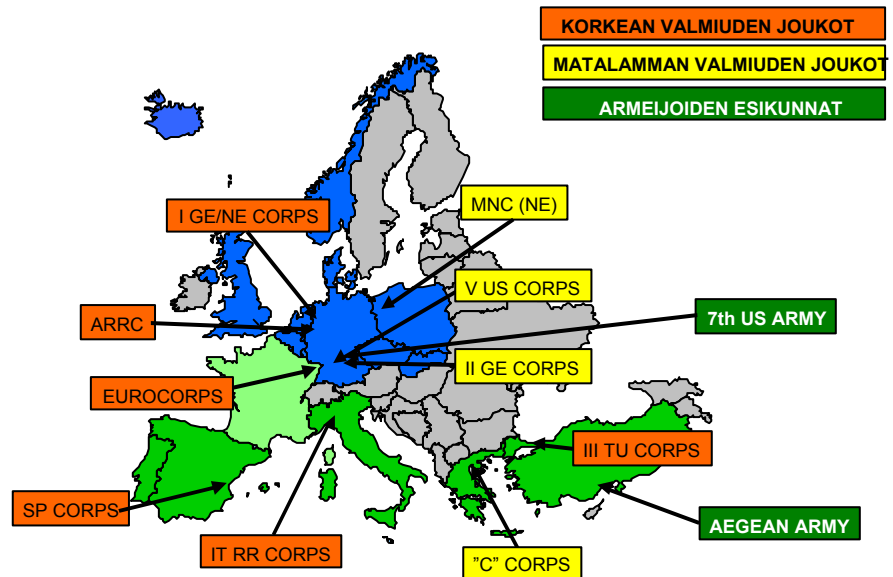 KORKEAN VALMIUDEN JOUKOT
MATALAMMAN VALMIUDEN JOUKOT
ARMEIJOIDEN ESIKUNNAT
I GE/NE CORPS
MNC (NE)
V US CORPS
ARRC
7th US ARMY
II GE CORPS
EUROCORPS
III TU CORPS
SP CORPS
AEGEAN ARMY
IT RR CORPS
"C" CORPS